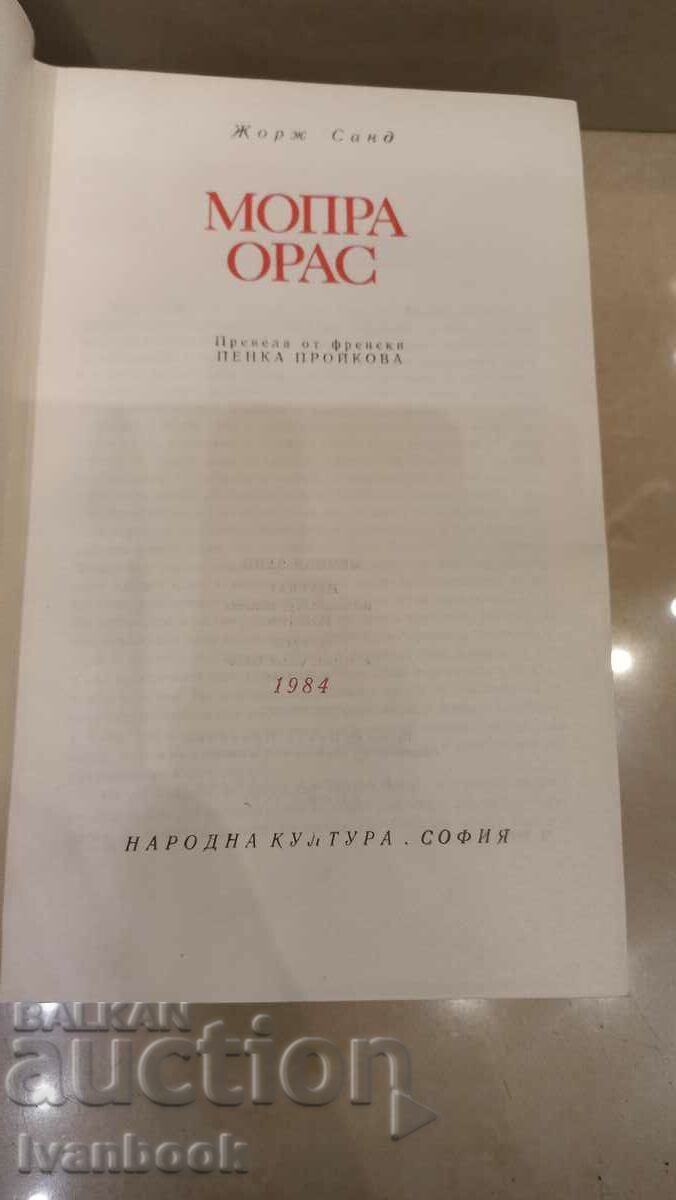 Жорж Санд
МОПРА
ОРАС
Превела от френски
ПЕНКА ПРОЙКОВА
1984
НАРОДНА КУЛТУРА . СОФИЯ
BALKAN
auction
Ivanbook